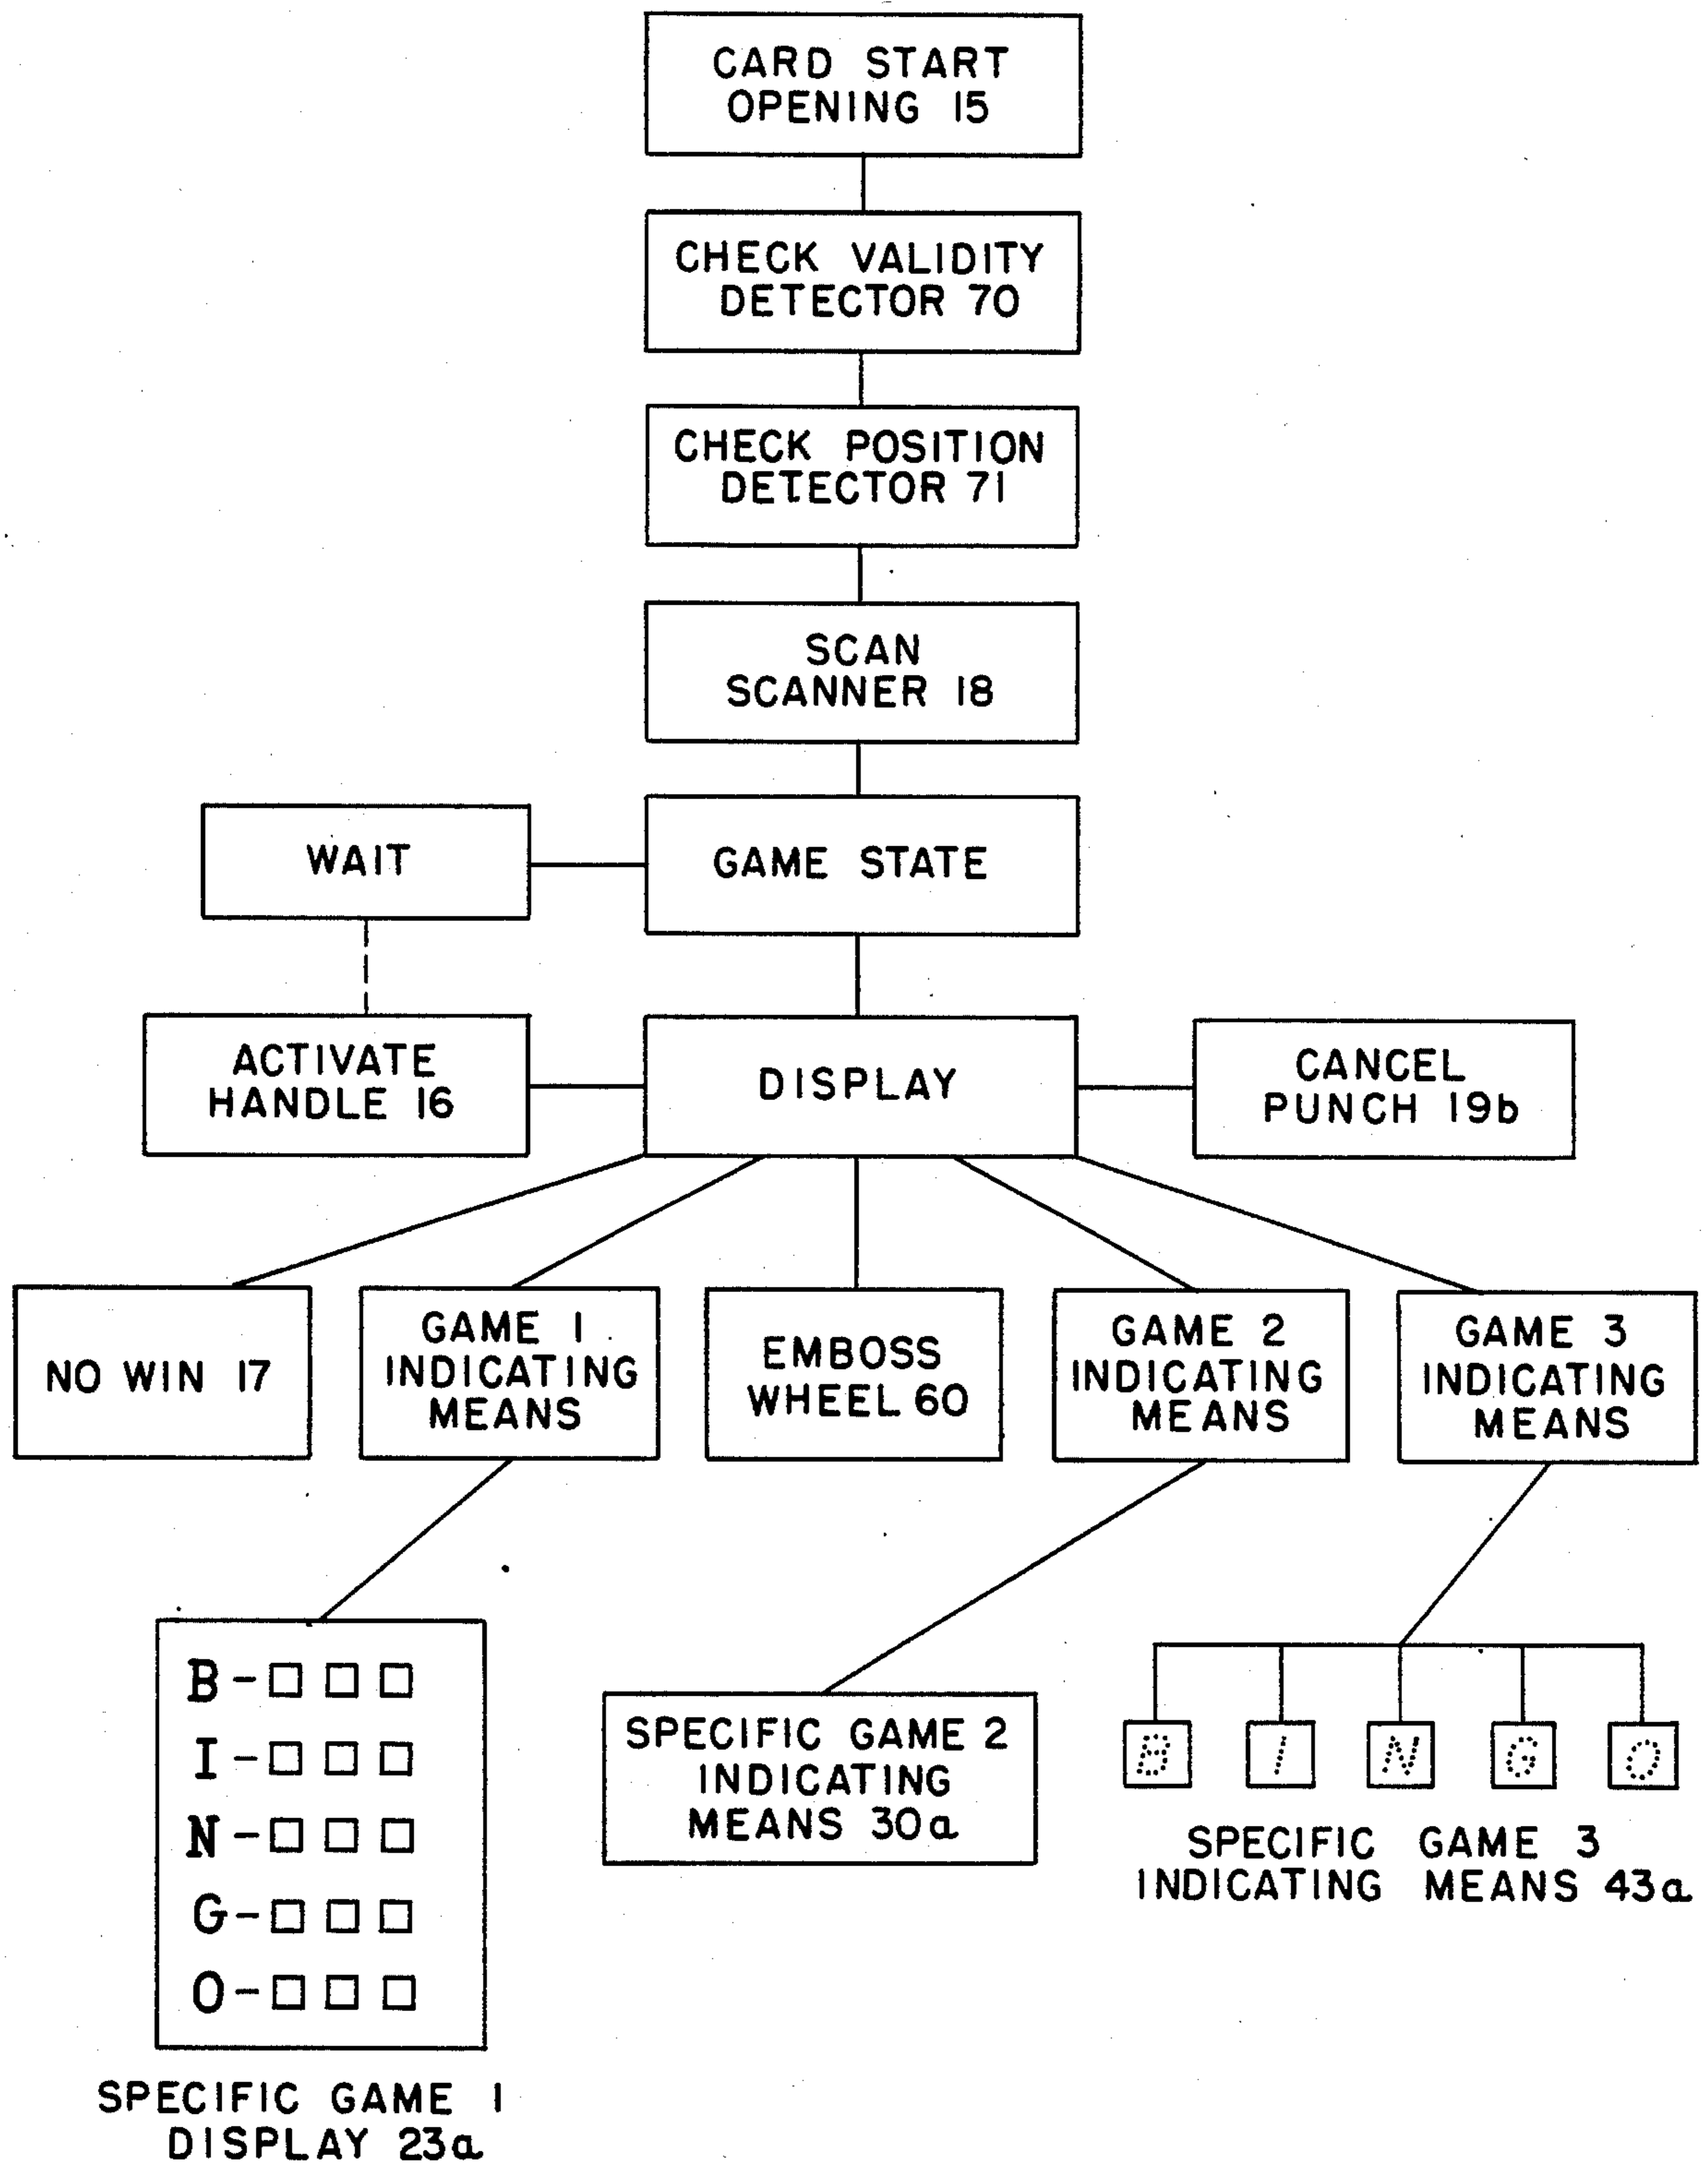 CARD START
OPENING 15
CHECK VALIDITY
DETECTOR 70
CHECK POSITION
DETECTOR 71
SCAN
SCANNER 18
WAIT
GAME STATE
ACTIVATE
HANDLE 16
DISPLAY
CANCEL
PUNCH 19b
NO WIN 17
GAME 1
INDICATING
MEANS
EMBOSS
WHEEL 60
GAME 2
INDICATING
MEANS
GAME 3
INDICATING
MEANS
B-□ □ □
I-□ □ □
N-□ □ □
G-□ □ □
O-□ □ □
SPECIFIC GAME 1
DISPLAY 23a
SPECIFIC GAME 2
INDICATING
MEANS 30a
B I N G O
SPECIFIC GAME 3
INDICATING MEANS 43a